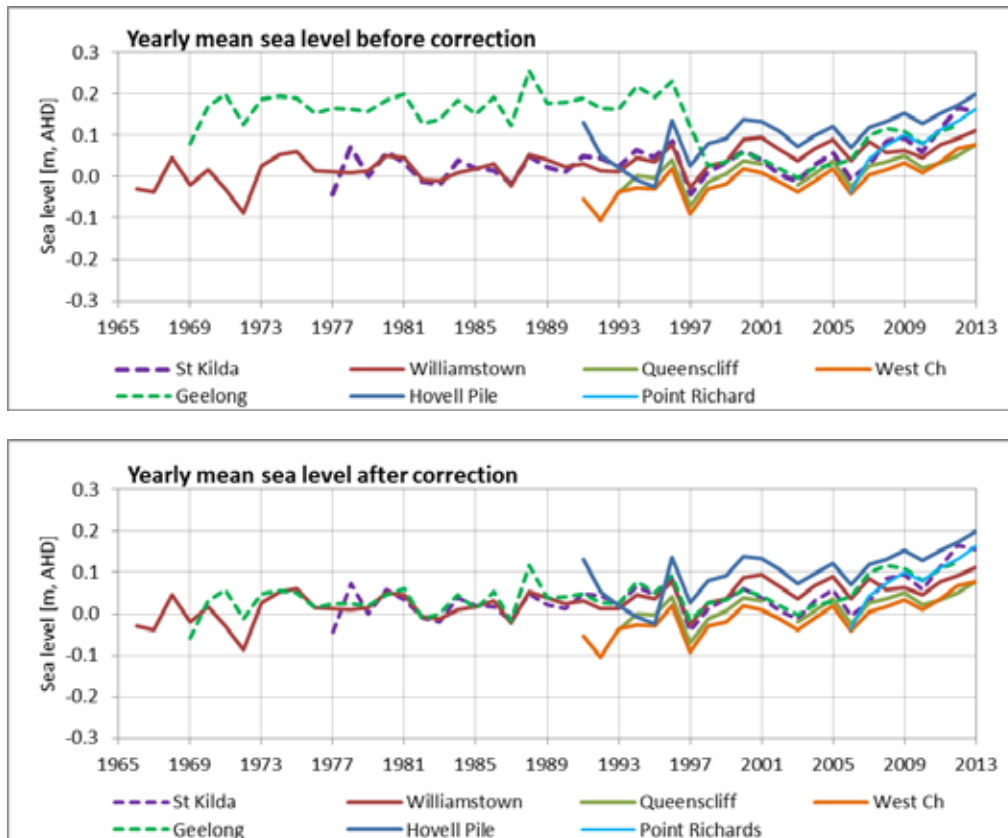 Yearly mean sea level before correction
0.3
0.2
0.1
0.0
-0.1
-0.2
-0.3
Sea level [m, AHD]
1965 1969 1973 1977 1981 1985 1989 1993 1997 2001 2005 2009 2013
St Kilda Williamstown Queenscliff West Ch
Geelong Hovell Pile Point Richard
Yearly mean sea level after correction
0.3
0.2
0.1
0.0
-0.1
-0.2
-0.3
Sea level [m, AHD]
1965 1969 1973 1977 1981 1985 1989 1993 1997 2001 2005 2009 2013
St Kilda Williamstown Queenscliff West Ch
Geelong Hovell Pile Point Richards